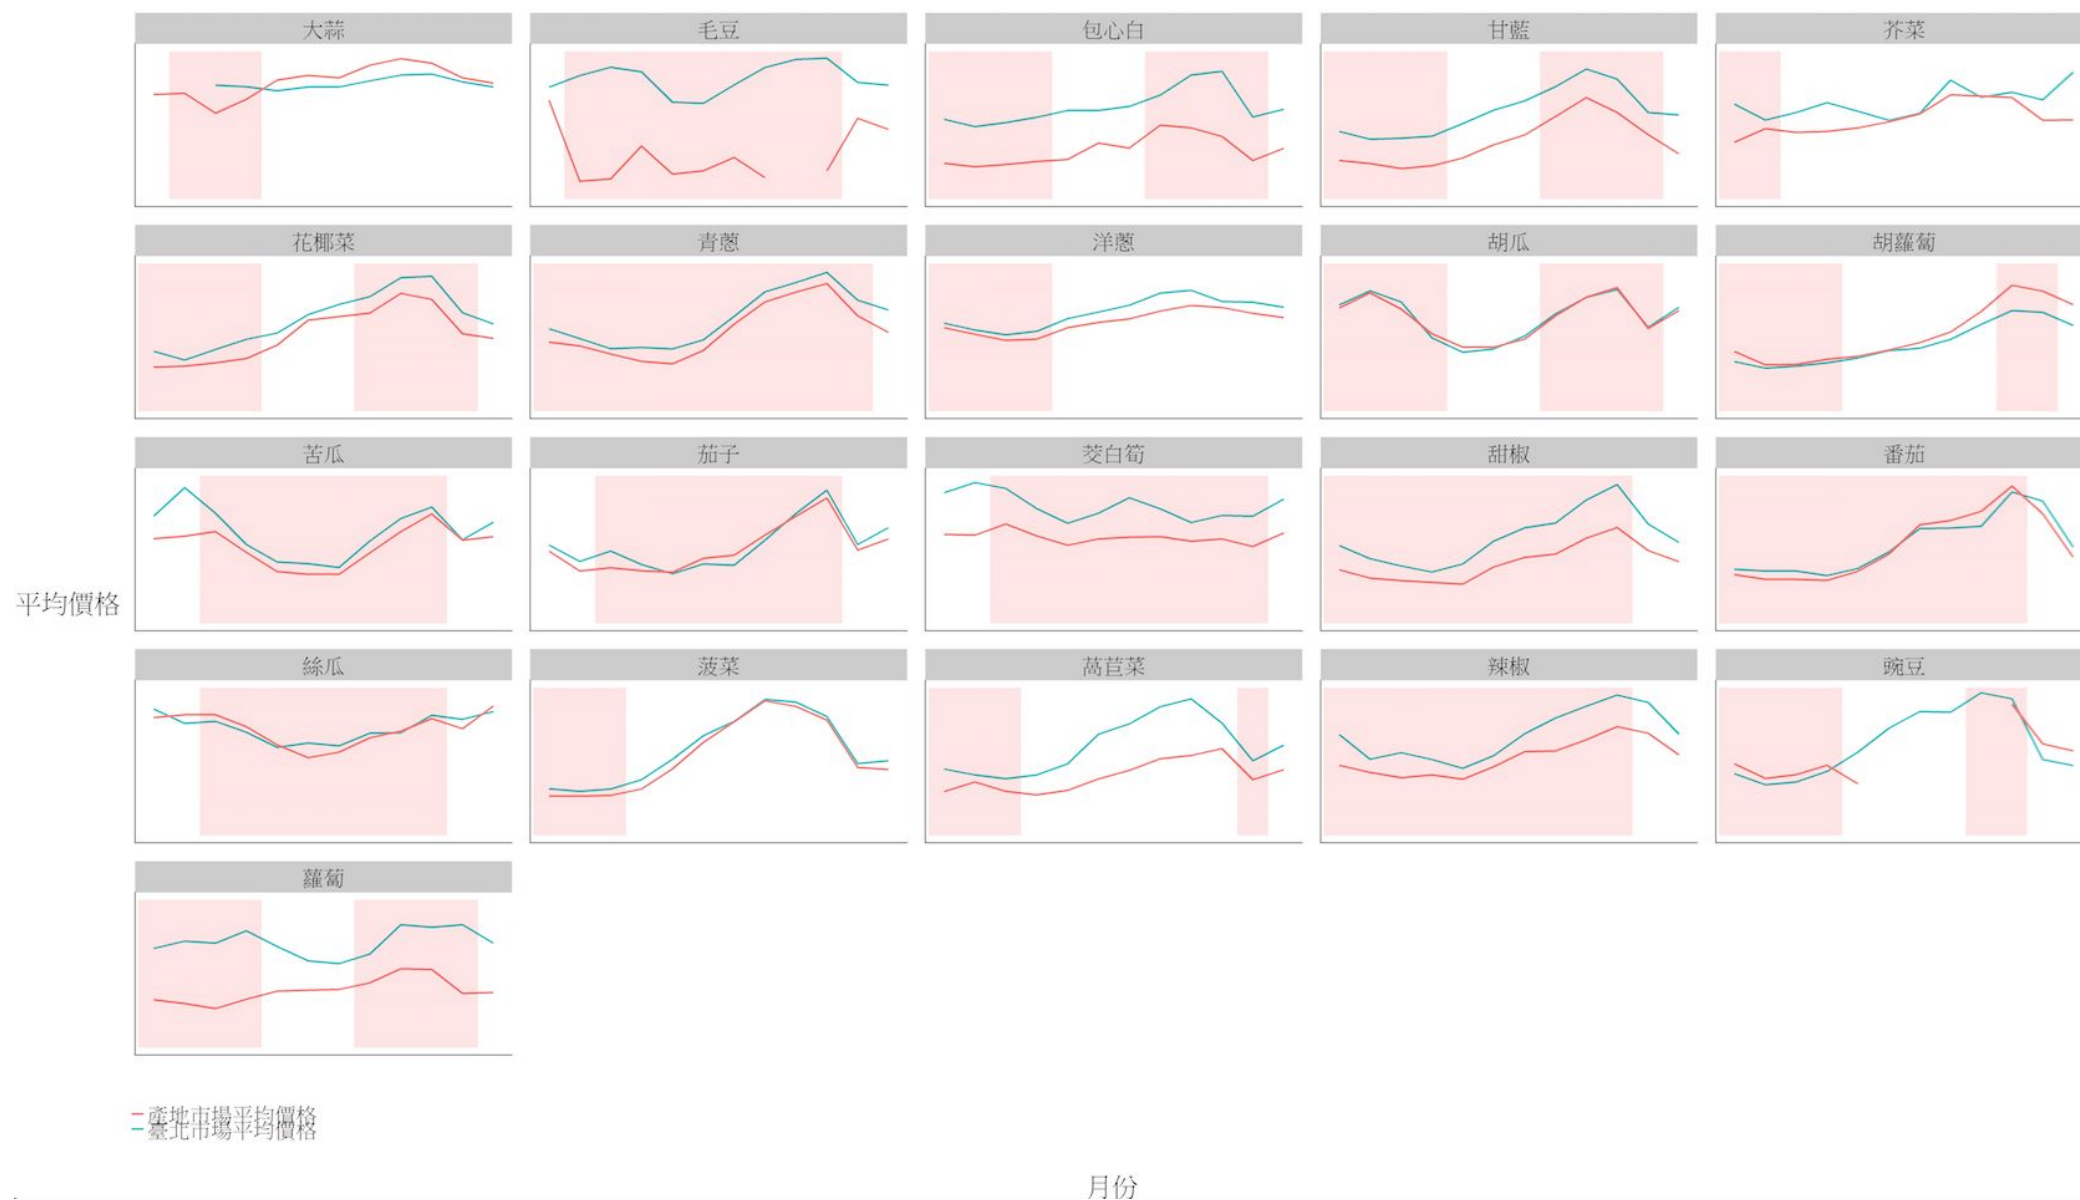 大蒜
毛豆
包心白
甘藍
芥菜
花椰菜
青蔥
洋蔥
胡瓜
胡蘿蔔
苦瓜
茄子
茭白筍
甜椒
番茄
平均價格
絲瓜
菠菜
萵苣菜
辣椒
豌豆
蘿蔔
產地市場平均價格
臺北市場平均價格
月份